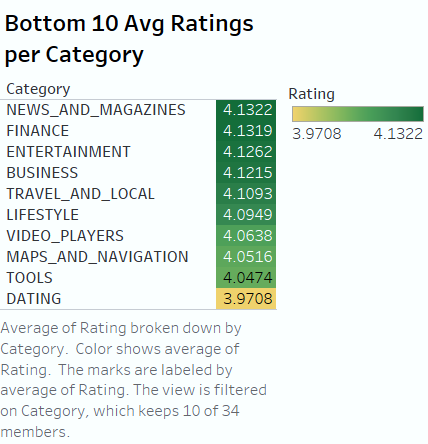 Bottom 10 Avg Ratings
per Category
Category
NEWS_AND_MAGAZINES 4.1322
FINANCE 4.1319
ENTERTAINMENT 4.1262
BUSINESS 4.1215
TRAVEL_AND_LOCAL 4.1093
LIFESTYLE 4.0949
VIDEO_PLAYERS 4.0638
MAPS_AND_NAVIGATION 4.0516
TOOLS 4.0474
DATING 3.9708
Rating
3.9708 4.1322
Average of Rating broken down by
Category. Color shows average of
Rating. The marks are labeled by
average of Rating. The view is filtered
on Category, which keeps 10 of 34
members.